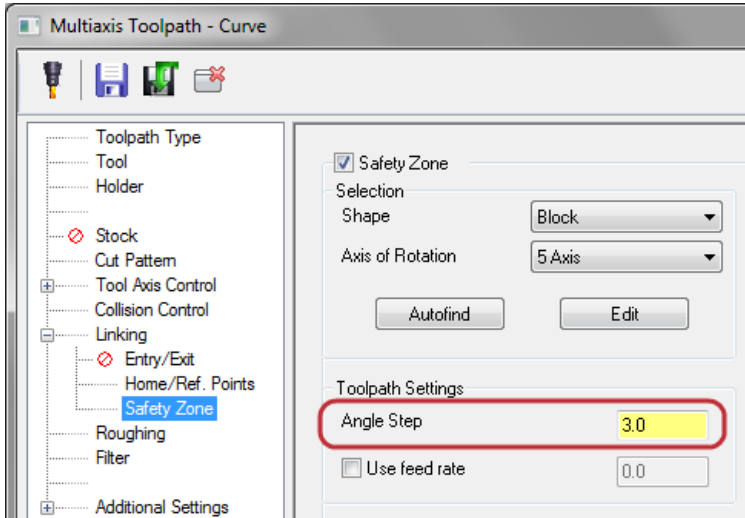 Multiaxis Toolpath - Curve
Toolpath Type
Tool
Holder
Stock
Cut Pattern
Tool Axis Control
Collision Control
Linking
Entry/Exit
Home/Ref. Points
Safety Zone
Roughing
Filter
Additional Settings
Safety Zone
Selection
Shape Block
Axis of Rotation 5 Axis
Autofind Edit
Toolpath Settings
Angle Step 3.0
Use feed rate 0.0